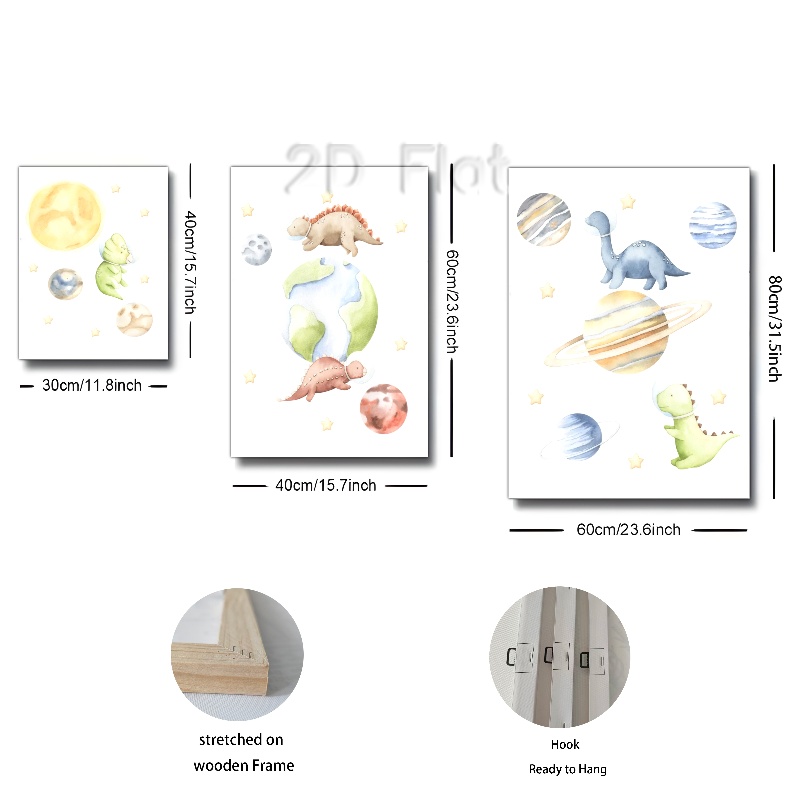 2D Flat
40cm/15.7inch
30cm/11.8inch
60cm/23.6inch
40cm/15.7inch
80cm/31.5inch
60cm/23.6inch
stretched on
wooden Frame
Hook
Ready to Hang